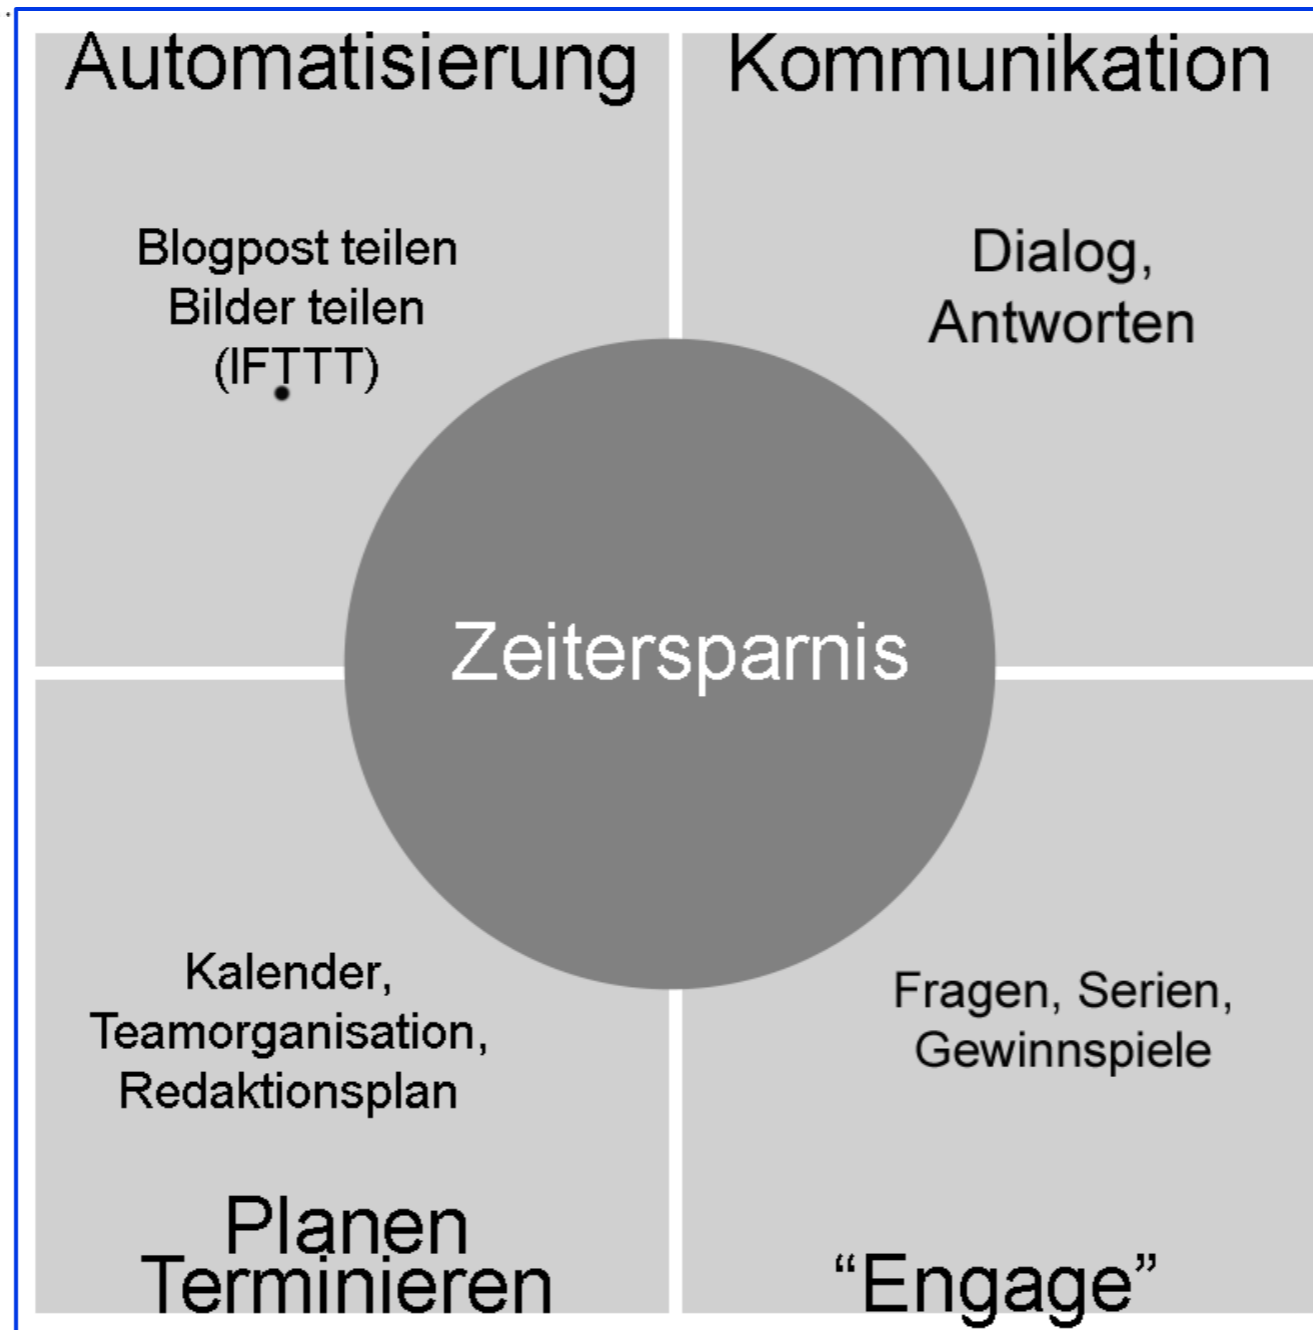 Automatisierung
Blogpost teilen
Bilder teilen
(IFTTT)
Kommunikation
Dialog,
Antworten
Zeitersparnis
Kalender,
Teamorganisation,
Redaktionsplan
Planen
Terminieren
Fragen, Serien,
Gewinnspiele
“Engage”